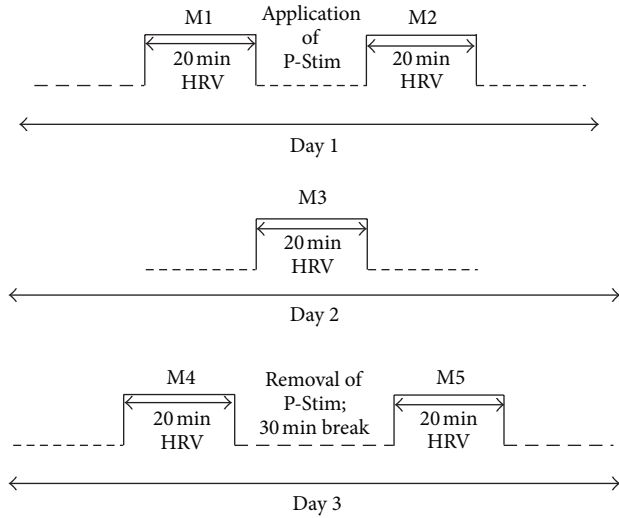 M1
Application
of
P-Stim
M2
20 min
HRV
20 min
HRV
Day 1
M3
20 min
HRV
Day 2
M4
Removal of
P-Stim;
30 min break
M5
20 min
HRV
20 min
HRV
Day 3